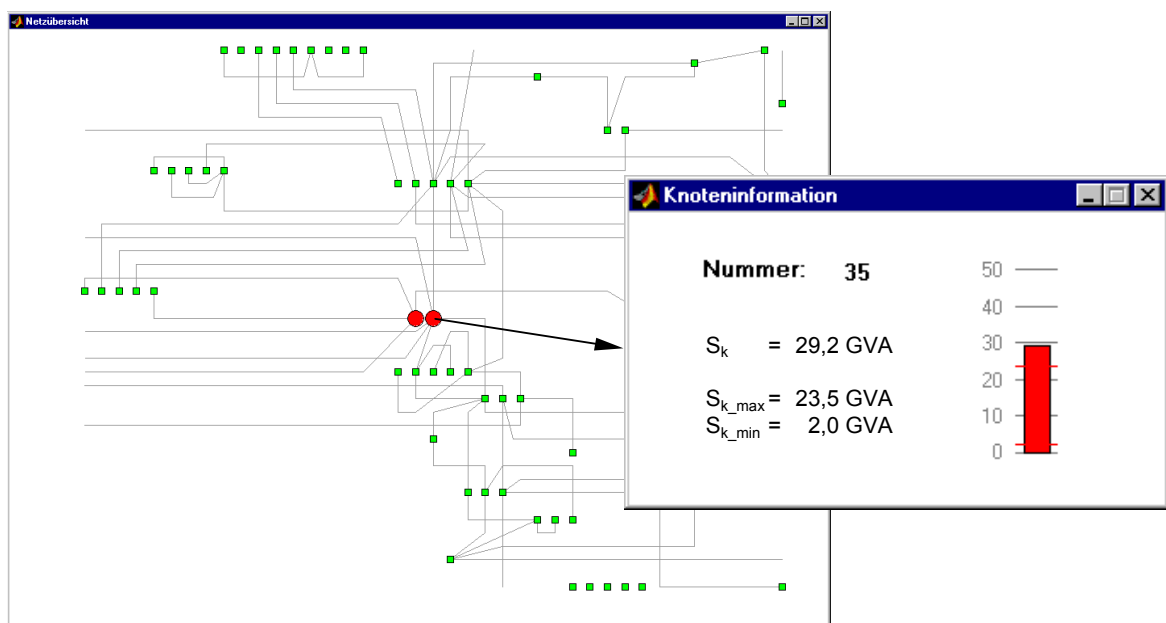 Netzübersicht
Knoteninformation
Nummer: 35
S_k = 29,2 GVA
S_k_max = 23,5 GVA
S_k_min = 2,0 GVA
50
40
30
20
10
0